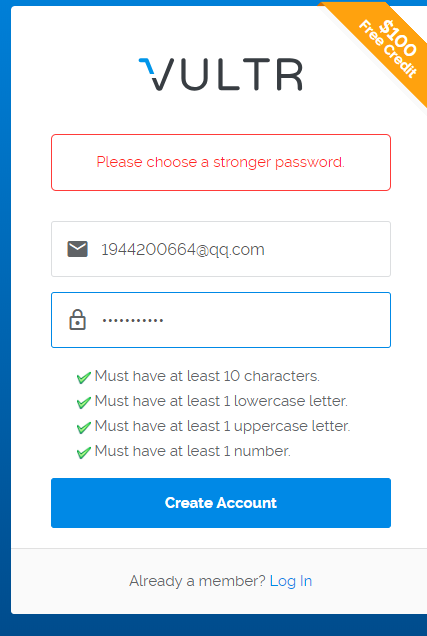 $100
Free Credit
VULTR
Please choose a stronger password.
1944200664@qq.com
•••••••••••
Must have at least 10 characters.
Must have at least 1 lowercase letter.
Must have at least 1 uppercase letter.
Must have at least 1 number.
Create Account
Already a member? Log In